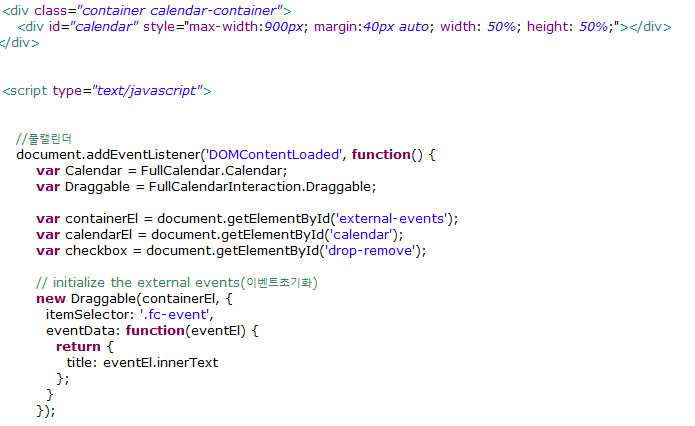 <div class="container calendar-container">
<div id="calendar" style="max-width:900px; margin:40px auto; width: 50%; height: 50%;"></div>
</div>
<script type="text/javascript">
//풀캘린더
document.addEventListener('DOMContentLoaded', function() {
var Calendar = FullCalendar.Calendar;
var Draggable = FullCalendarInteraction.Draggable;
var containerEl = document.getElementById('external-events');
var calendarEl = document.getElementById('calendar');
var checkbox = document.getElementById('drop-remove');
// initialize the external events(이벤트초기화)
new Draggable(containerEl, {
itemSelector: '.fc-event',
eventData: function(eventEl) {
return {
title: eventEl.innerText
};
}
});